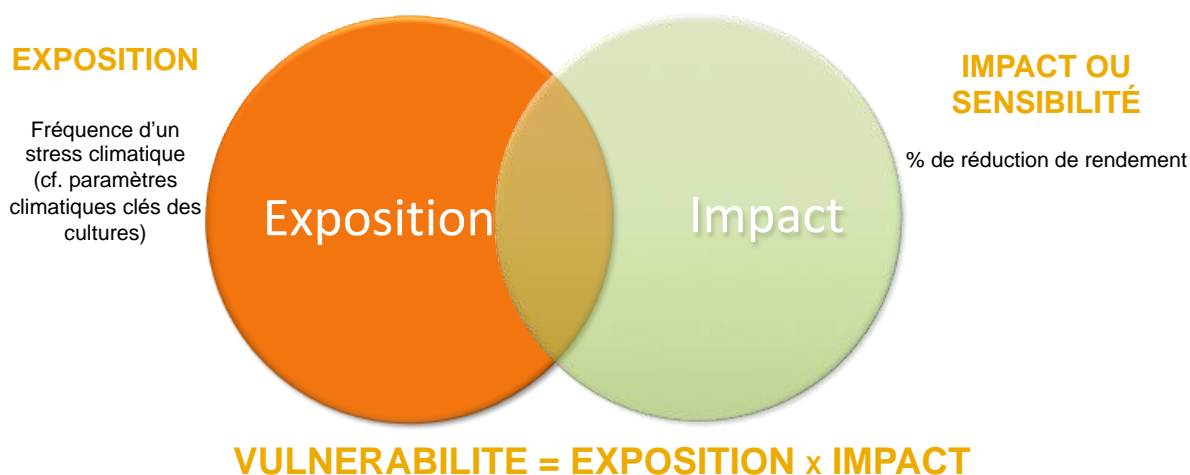 EXPOSITION
Fréquence d’un
stress climatique
(cf. paramètres
climatiques clés des
cultures)
Exposition
Impact
IMPACT OU
SENSIBILITÉ
% de réduction de rendement
VULNERABILITE = EXPOSITION x IMPACT